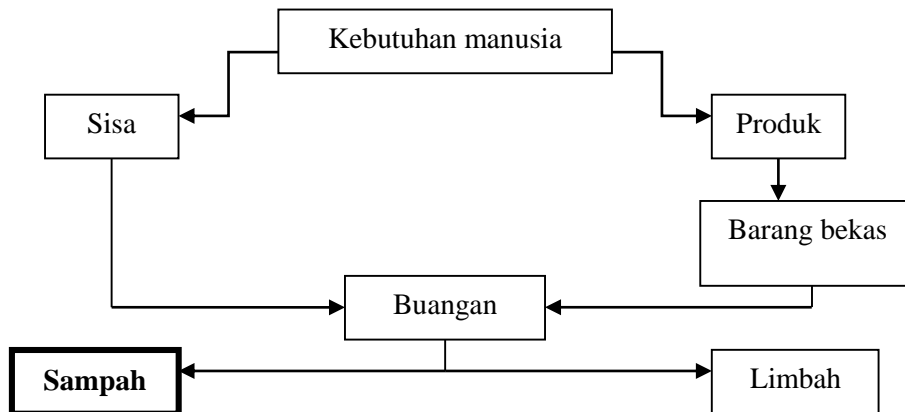 Kebutuhan manusia
Sisa
Produk
Barang bekas
Buangan
Sampah
Limbah